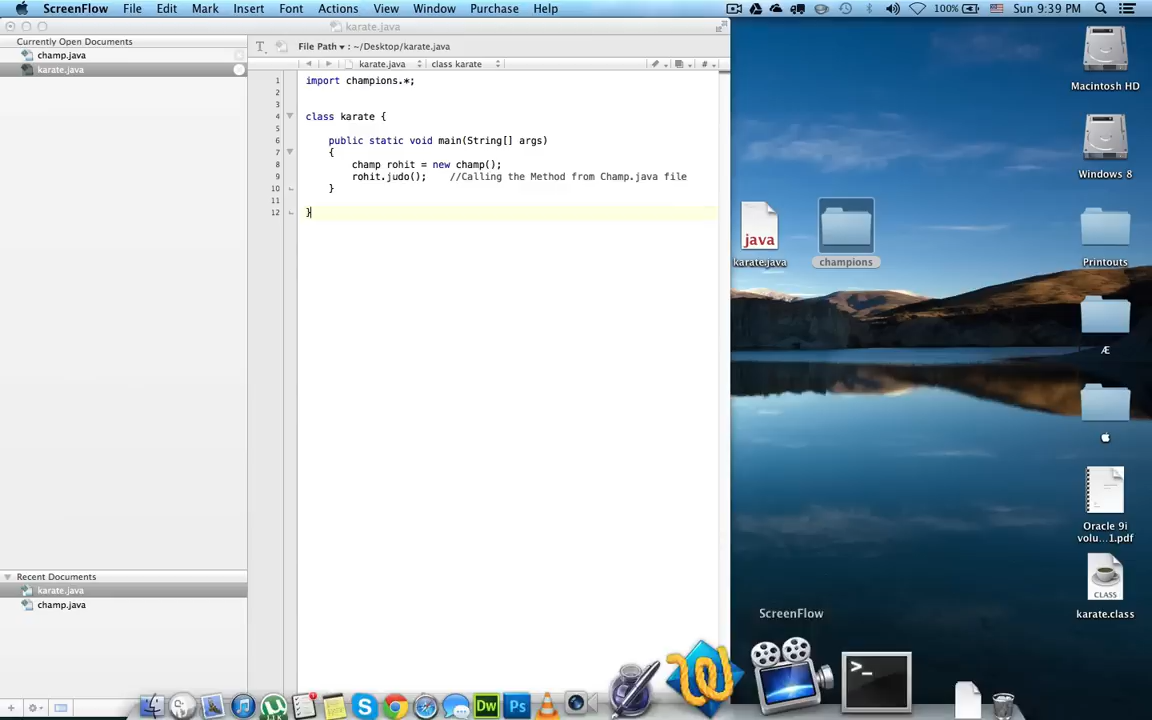 ScreenFlow File Edit Mark Insert Font Actions View Window Purchase Help 100% Sun 9:39 PM
karate.java
Currently Open Documents
champ.java
karate.java
File Path : ~/Desktop/karate.java
karate.java class karate #
1 import champions.*;
2
3
4 class karate {
5
6 public static void main(String[] args)
7 {
8 champ rohit = new champ();
9 rohit.judo(); //Calling the Method from Champ.java file
10 }
11
12 }
Macintosh HD
Windows 8
java
karate.java
champions
Printouts
Æ
Oracle 9i
volu...1.pdf
CLASS
karate.class
Recent Documents
karate.java
champ.java
ScreenFlow
>_
Dw
Ps